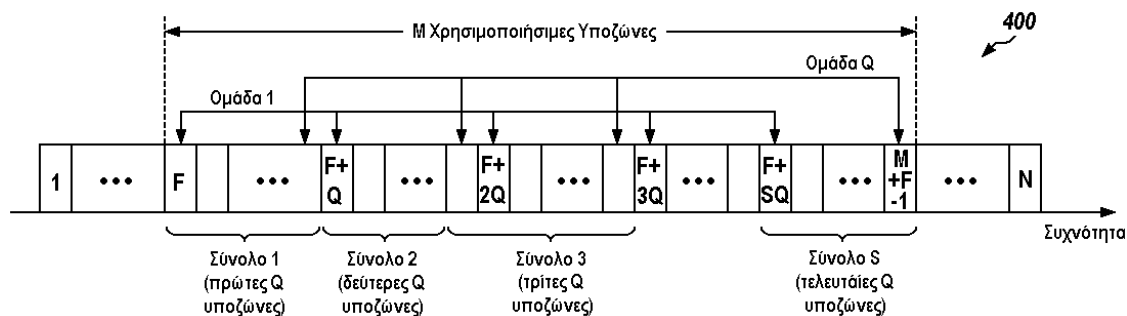 Μ Χρησιμοποιήσιμες Υποζώνες
400
Ομάδα Q
Ομάδα 1
1 ••• F ••• F+Q ••• F+2Q ••• F+3Q ••• F+SQ ••• M+F-1 ••• N
Συχνότητα
Σύνολο 1
(πρώτες Q
υποζώνες)
Σύνολο 2
(δεύτερες Q
υποζώνες)
Σύνολο 3
(τρίτες Q
υποζώνες)
Σύνολο S
(τελευτάίες Q
υποζώνες)